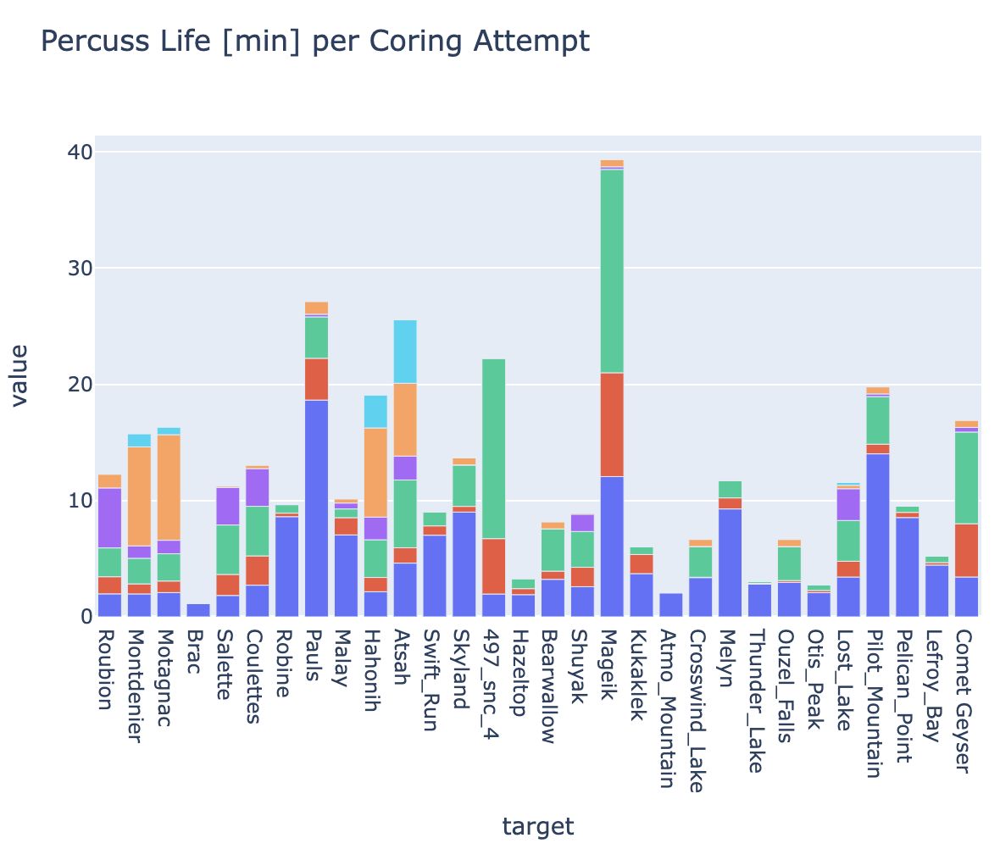 Percuss Life [min] per Coring Attempt
40
30
20
10
0
value
Roubion
Montdenier
Motagnac
Brac
Salette
Coulettes
Robine
Pauls
Malay
Hahonih
Atsah
Swift_Run
Skyland
497_snc_4
Hazeltop
Bearwallow
Shuyak
Mageik
Kukaklek
Atmo_Mountain
Crosswind_Lake
Melyn
Thunder_Lake
Ouzel_Falls
Otis_Peak
Lost_Lake
Pilot_Mountain
Pelican_Point
Lefroy_Bay
Comet Geyser
target